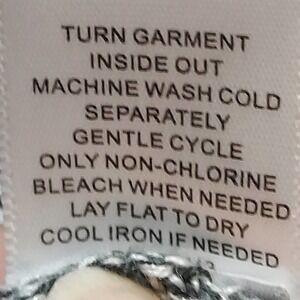 TURN GARMENT
INSIDE OUT
MACHINE WASH COLD
SEPARATELY
GENTLE CYCLE
ONLY NON-CHLORINE
BLEACH WHEN NEEDED
LAY FLAT TO DRY
COOL IRON IF NEEDED